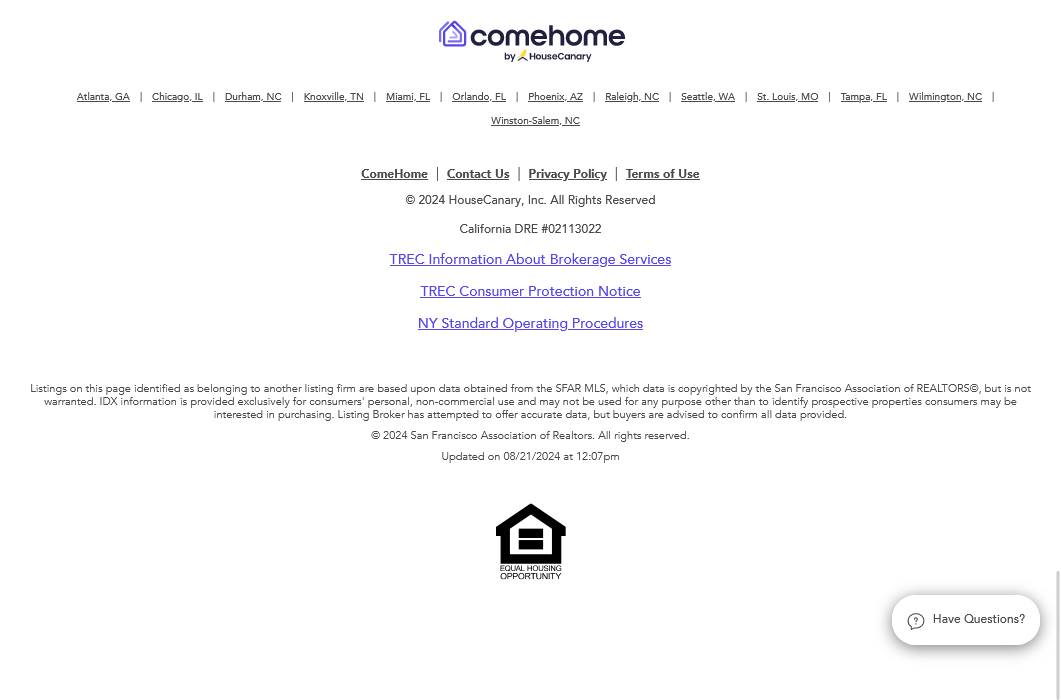 comehome
by HouseCanary
Atlanta, GA | Chicago, IL | Durham, NC | Knoxville, TN | Miami, FL | Orlando, FL | Phoenix, AZ | Raleigh, NC | Seattle, WA | St. Louis, MO | Tampa, FL | Wilmington, NC |
Winston-Salem, NC
ComeHome | Contact Us | Privacy Policy | Terms of Use
© 2024 HouseCanary, Inc. All Rights Reserved
California DRE #02113022
TREC Information About Brokerage Services
TREC Consumer Protection Notice
NY Standard Operating Procedures
Listings on this page identified as belonging to another listing firm are based upon data obtained from the SFAR MLS, which data is copyrighted by the San Francisco Association of REALTORS©, but is not
warranted. IDX information is provided exclusively for consumers' personal, non-commercial use and may not be used for any purpose other than to identify prospective properties consumers may be
interested in purchasing. Listing Broker has attempted to offer accurate data, but buyers are advised to confirm all data provided.
© 2024 San Francisco Association of Realtors. All rights reserved.
Updated on 08/21/2024 at 12:07pm
EQUAL HOUSING
OPPORTUNITY
Have Questions?